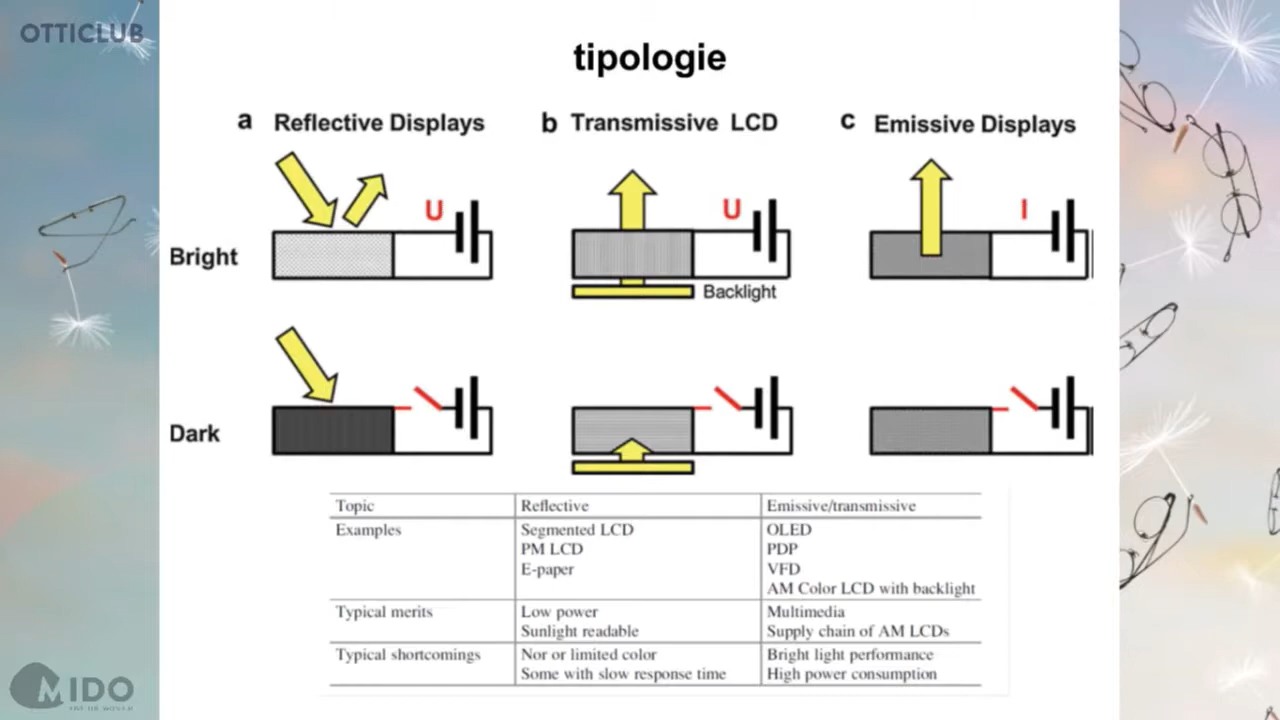 OTTICLUB
tipologie
a Reflective Displays
b Transmissive LCD
c Emissive Displays
Bright
U
U
I
Backlight
Dark
Topic Reflective Emissive/transmissive
Examples Segmented LCD OLED
PM LCD PDP
E-paper VFD
AM Color LCD with backlight
Typical merits Low power Multimedia
Sunlight readable Supply chain of AM LCDs
Typical shortcomings Nor or limited color Bright light performance
Some with slow response time High power consumption
MIDO